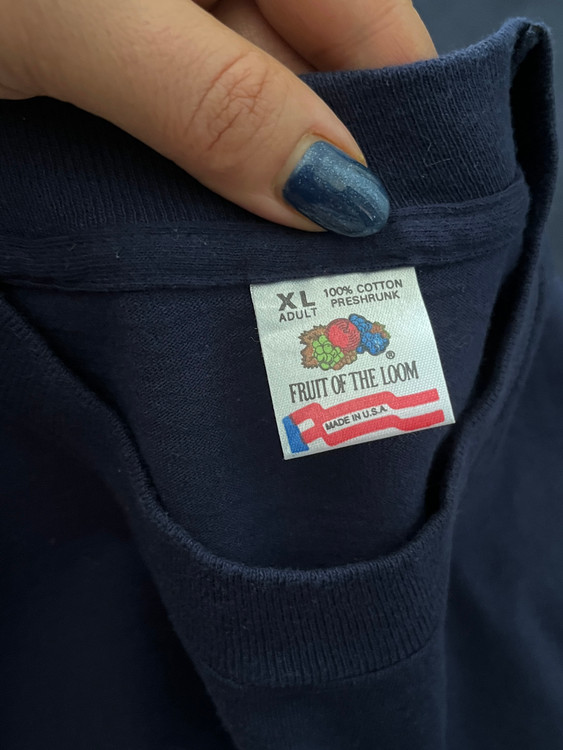 XL 100% COTTON
ADULT PRESHRUNK
®
FRUIT OF THE LOOM
MADE IN U.S.A.